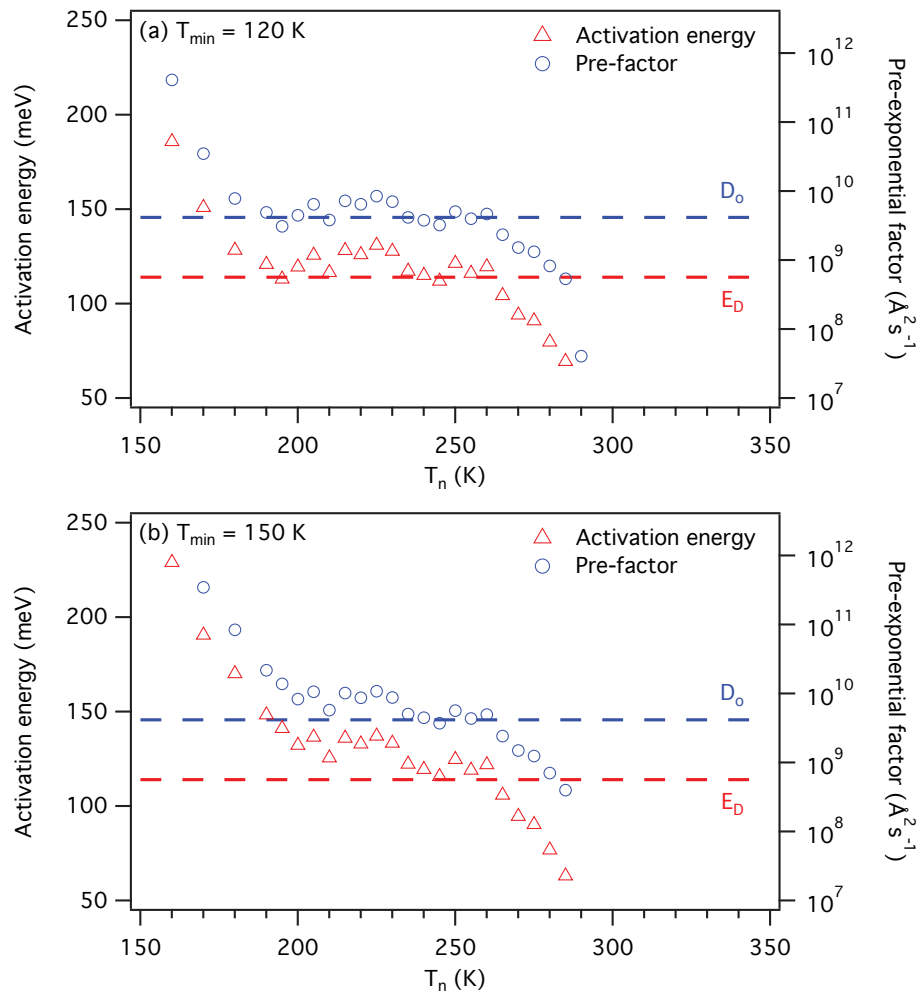 (a) T_min = 120 K
Activation energy
Pre-factor
250
200
150
100
50
Activation energy (meV)
10^12
10^11
10^10
10^9
10^8
10^7
Pre-exponential factor (Å^2s^-1)
D_o
E_D
150 200 250 300 350
T_n (K)
(b) T_min = 150 K
Activation energy
Pre-factor
250
200
150
100
50
Activation energy (meV)
10^12
10^11
10^10
10^9
10^8
10^7
Pre-exponential factor (Å^2s^-1)
D_o
E_D
150 200 250 300 350
T_n (K)